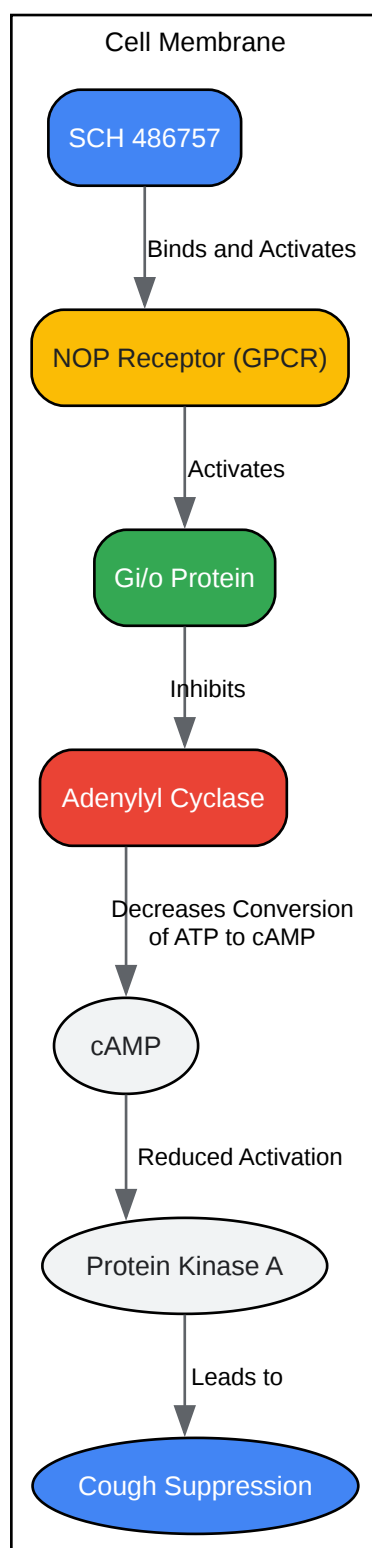 Cell Membrane
SCH 486757
Binds and Activates
NOP Receptor (GPCR)
Activates
Gi/o Protein
Inhibits
Adenylyl Cyclase
Decreases Conversion
of ATP to cAMP
cAMP
Reduced Activation
Protein Kinase A
Leads to
Cough Suppression